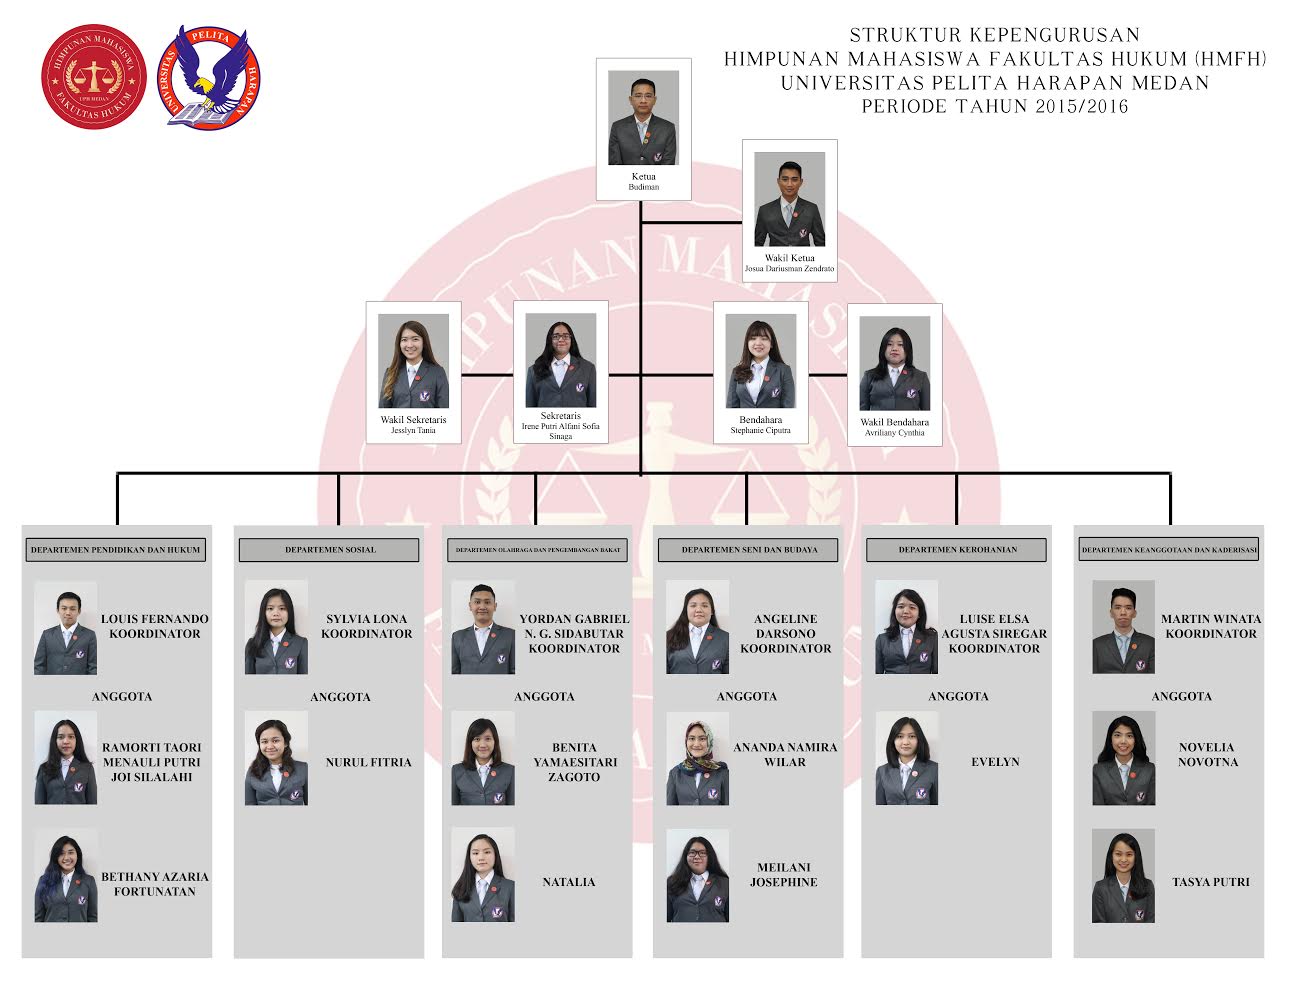 HIMPUNAN MAHASISWA
UPH MEDAN
FAKULTAS HUKUM
UNIVERSITAS PELITA HARAPAN
STRUKTUR KEPENGURUSAN
HIMPUNAN MAHASISWA FAKULTAS HUKUM (HMFH)
UNIVERSITAS PELITA HARAPAN MEDAN
PERIODE TAHUN 2015/2016
Ketua
Budiman
Wakil Ketua
Josua Dariusman Zendrato
Wakil Sekretaris
Jesslyn Tania
Sekretaris
Irene Putri Alfani Sofia
Sinaga
Bendahara
Stephanie Ciputra
Wakil Bendahara
Avriliany Cynthia
DEPARTEMEN PENDIDIKAN DAN HUKUM
LOUIS FERNANDO
KOORDINATOR
ANGGOTA
RAMORTI TAORI
MENAULI PUTRI
JOI SILALAHI
BETHANY AZARIA
FORTUNATAN
DEPARTEMEN SOSIAL
SYLVIA LONA
KOORDINATOR
ANGGOTA
NURUL FITRIA
DEPARTEMEN OLAHRAGA DAN PENGEMBANGAN BAKAT
YORDAN GABRIEL
N. G. SIDABUTAR
KOORDINATOR
ANGGOTA
BENITA
YAMAESITARI
ZAGOTO
NATALIA
DEPARTEMEN SENI DAN BUDAYA
ANGELINE
DARSONO
KOORDINATOR
ANGGOTA
ANANDA NAMIRA
WILAR
MEILANI
JOSEPHINE
DEPARTEMEN KEROHANIAN
LUISE ELSA
AGUSTA SIREGAR
KOORDINATOR
ANGGOTA
EVELYN
DEPARTEMEN KEANGGOTAAN DAN KADERISASI
MARTIN WINATA
KOORDINATOR
ANGGOTA
NOVELIA
NOVOTNA
TASYA PUTRI